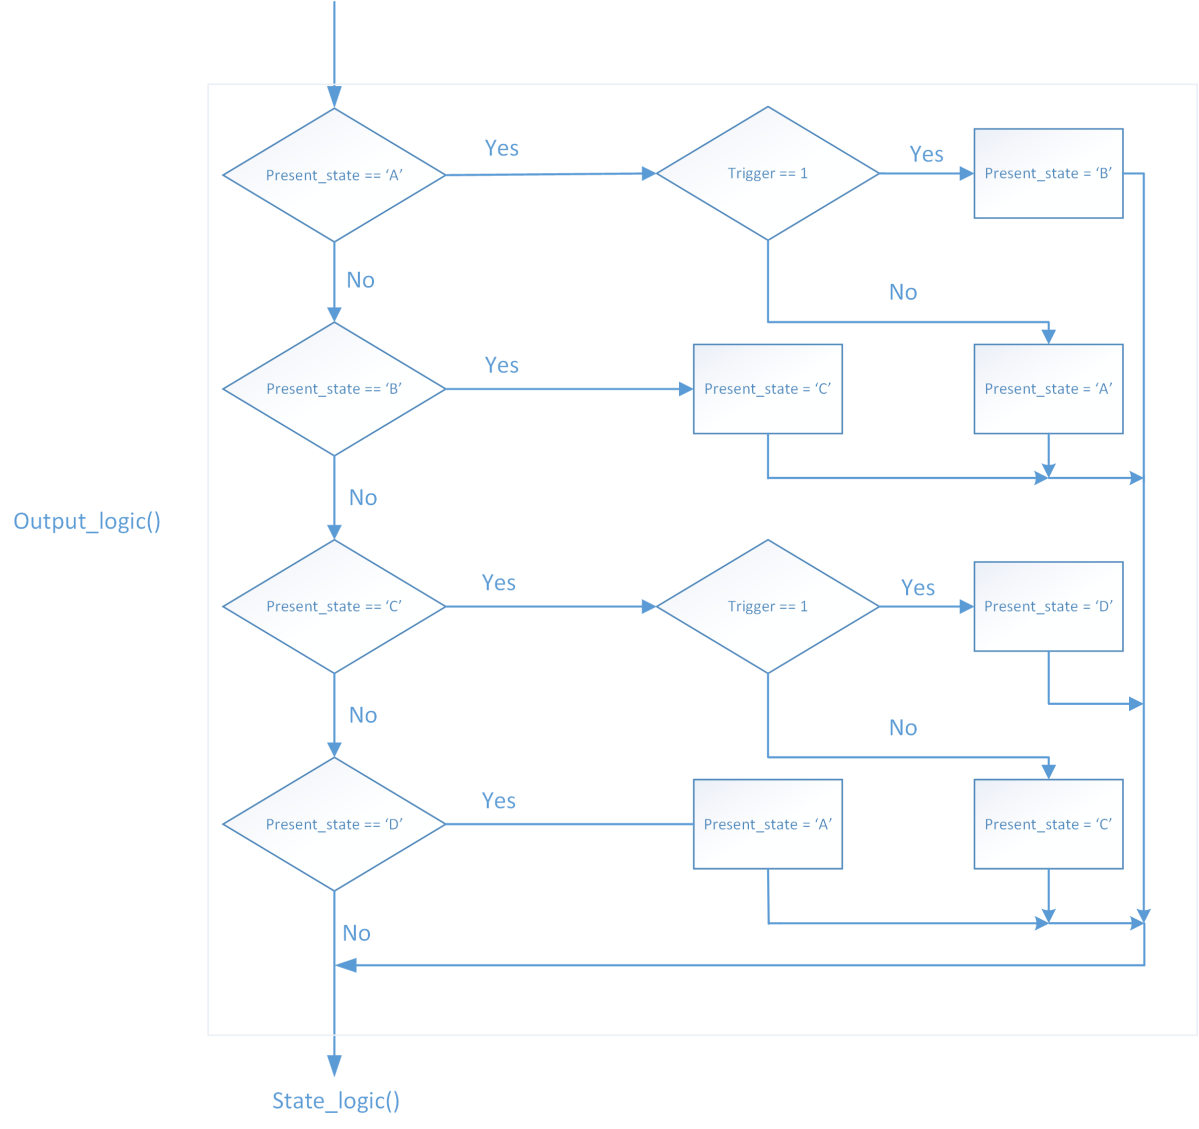 Present_state == ‘A’
Yes
Trigger == 1
Yes
Present_state = ‘B’
No
No
Present_state == ‘B’
Yes
Present_state = ‘C’
Present_state = ‘A’
No
Output_logic()
Present_state == ‘C’
Yes
Trigger == 1
Yes
Present_state = ‘D’
No
No
Present_state == ‘D’
Yes
Present_state = ‘A’
Present_state = ‘C’
No
State_logic()